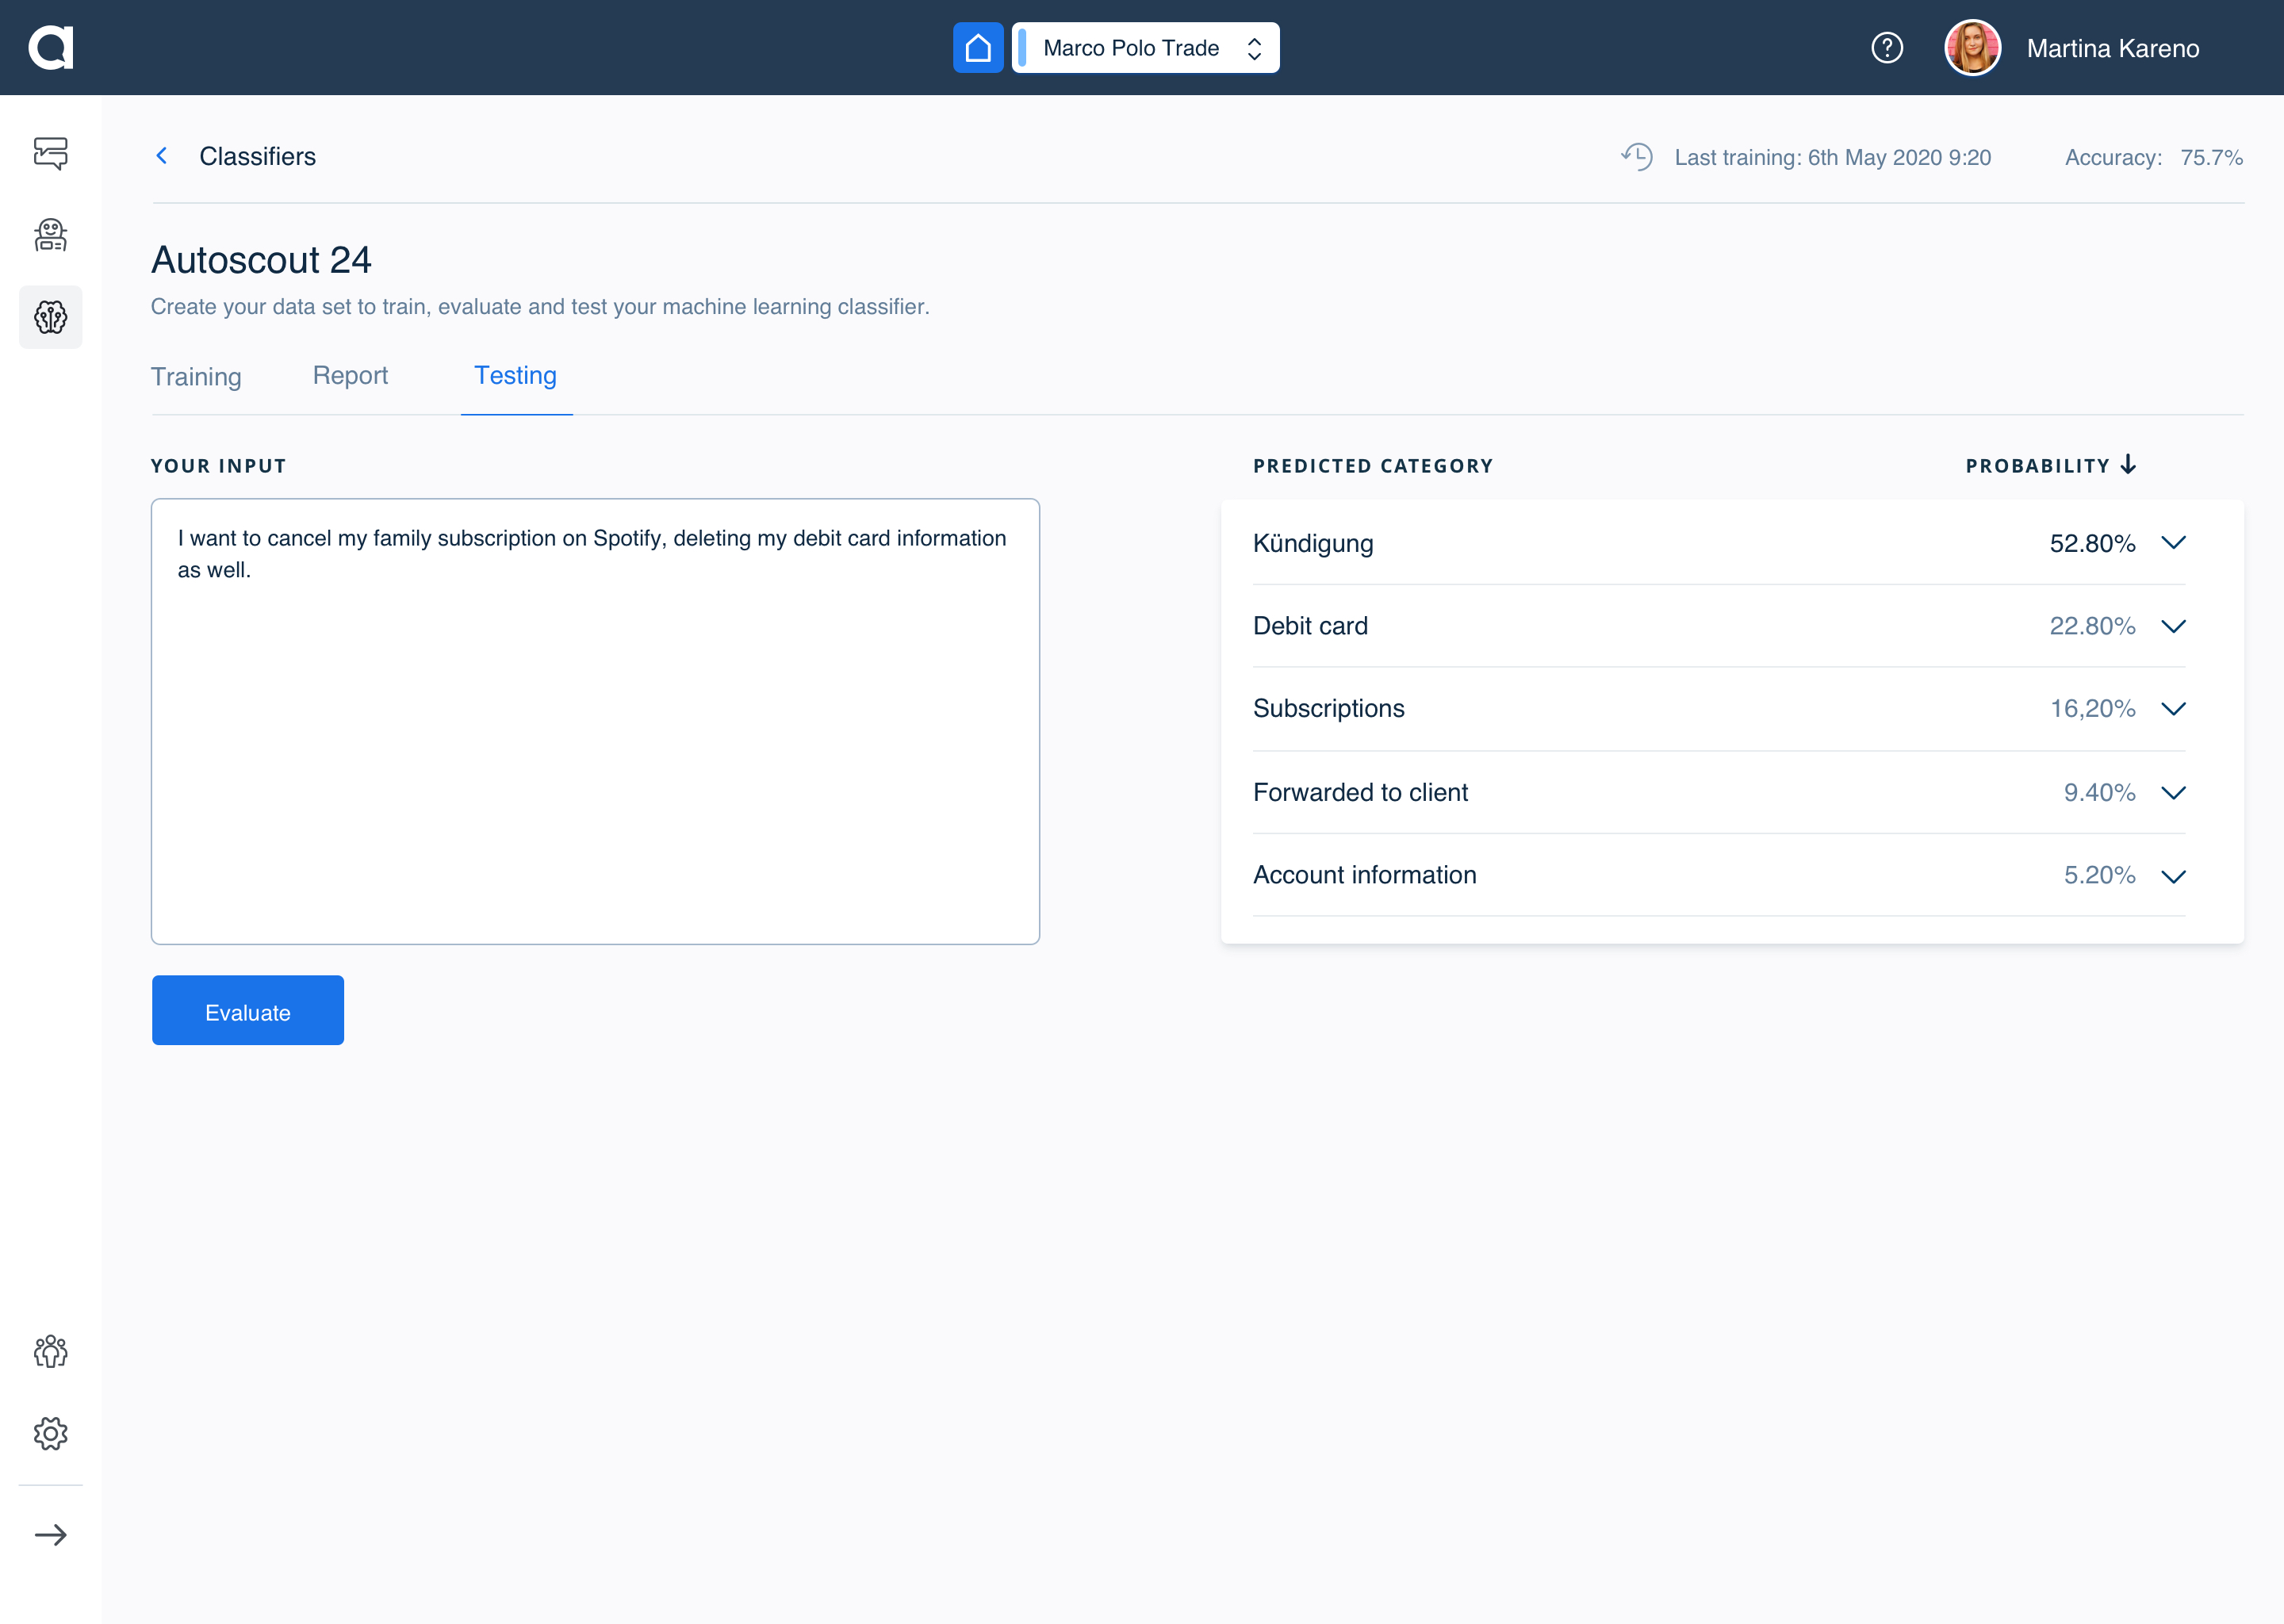 Marco Polo Trade
Martina Kareno
Classifiers
Last training: 6th May 2020 9:20
Accuracy: 75.7%
Autoscout 24
Create your data set to train, evaluate and test your machine learning classifier.
Training
Report
Testing
YOUR INPUT
I want to cancel my family subscription on Spotify, deleting my debit card information
as well.
Evaluate
PREDICTED CATEGORY
PROBABILITY
Kündigung
52.80%
Debit card
22.80%
Subscriptions
16,20%
Forwarded to client
9.40%
Account information
5.20%